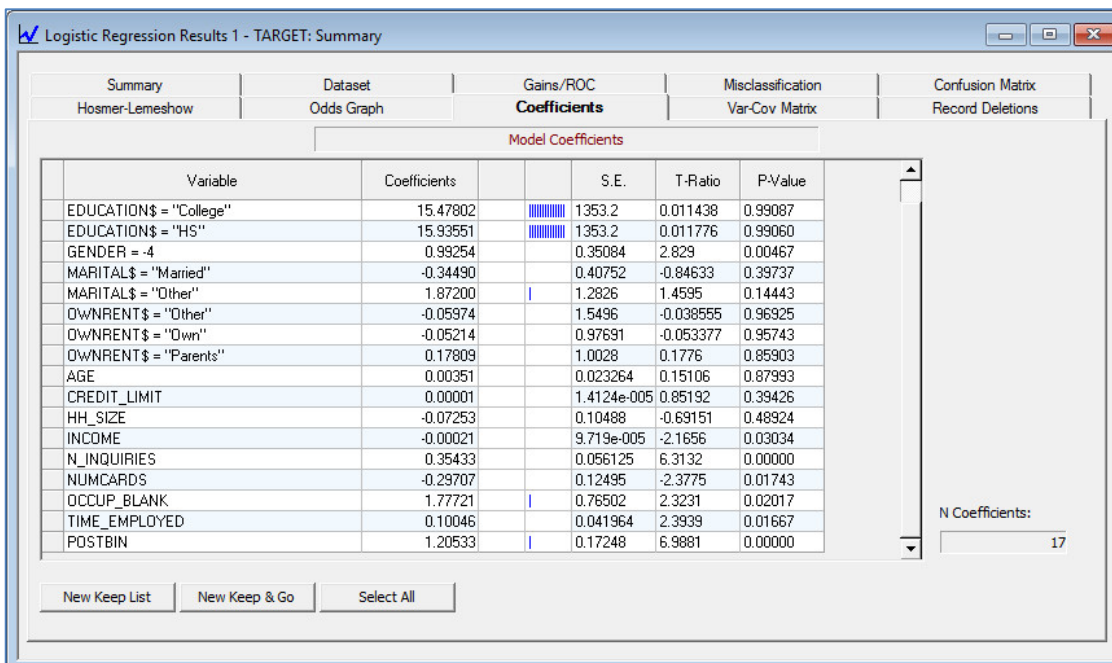 Logistic Regression Results 1 - TARGET: Summary
Summary Dataset Gains/ROC Misclassification Confusion Matrix
Hosmer-Lemeshow Odds Graph Coefficients Var-Cov Matrix Record Deletions
Model Coefficients
Variable Coefficients S.E. T-Ratio P-Value
EDUCATION$ = "College" 15.47802 1353.2 0.011438 0.99087
EDUCATION$ = "HS" 15.93551 1353.2 0.011776 0.99060
GENDER = -4 0.99254 0.35084 2.829 0.00467
MARITAL$ = "Married" -0.34490 0.40752 -0.84633 0.39737
MARITAL$ = "Other" 1.87200 1.2826 1.4595 0.14443
OWNRENT$ = "Other" -0.05974 1.5496 -0.038555 0.96925
OWNRENT$ = "Own" -0.05214 0.97691 -0.053377 0.95743
OWNRENT$ = "Parents" 0.17809 1.0028 0.1776 0.85903
AGE 0.00351 0.023264 0.15106 0.87993
CREDIT_LIMIT 0.00001 1.4124e-005 0.85192 0.39426
HH_SIZE -0.07253 0.10488 -0.69151 0.48924
INCOME -0.00021 9.719e-005 -2.1656 0.03034
N_INQUIRIES 0.35433 0.056125 6.3132 0.00000
NUMCARDS -0.29707 0.12495 -2.3775 0.01743
OCCUP_BLANK 1.77721 0.76502 2.3231 0.02017
TIME_EMPLOYED 0.10046 0.041964 2.3939 0.01667
POSTBIN 1.20533 0.17248 6.9881 0.00000
N Coefficients:
17
New Keep List New Keep & Go Select All